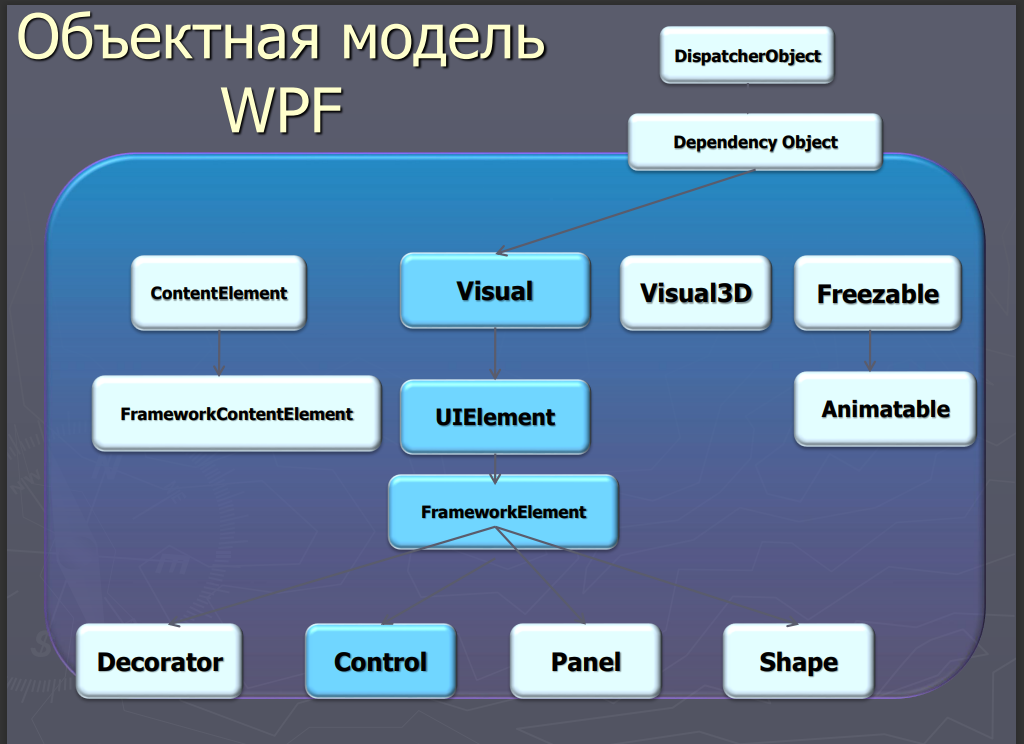 Объектная модель
WPF
DispatcherObject
Dependency Object
ContentElement
Visual
Visual3D
Freezable
FrameworkContentElement
UIElement
Animatable
FrameworkElement
Decorator
Control
Panel
Shape